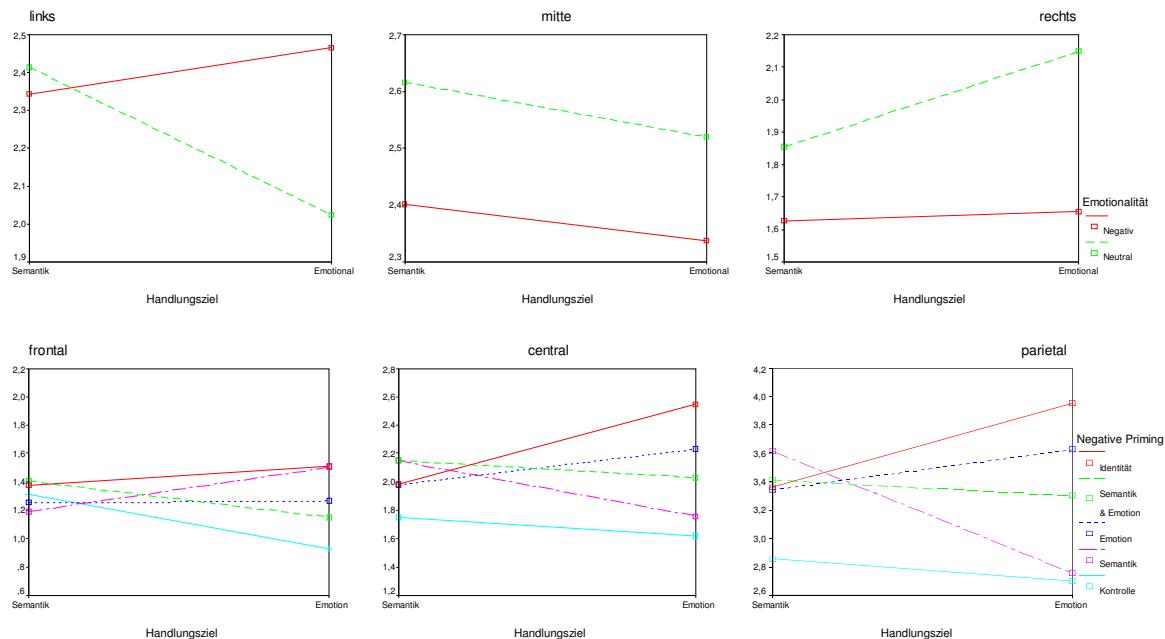 links
2,5
2,4
2,3
2,2
2,1
2,0
1,9
Semantik
Emotional
Handlungsziel
mitte
2,7
2,6
2,5
2,4
2,3
Semantik
Emotional
Handlungsziel
rechts
2,2
2,1
2,0
1,9
1,8
1,7
1,6
1,5
Semantik
Emotional
Handlungsziel
Emotionalität
Negativ
Neutral
frontal
2,2
2,0
1,8
1,6
1,4
1,2
1,0
,8
,6
Semantik
Emotion
Handlungsziel
central
2,8
2,6
2,4
2,2
2,0
1,8
1,6
1,4
1,2
Semantik
Emotion
Handlungsziel
parietal
4,2
4,0
3,8
3,6
3,4
3,2
3,0
2,8
2,6
Semantik
Emotion
Handlungsziel
Negative Priming
Identität
Semantik
& Emotion
Emotion
Semantik
Kontrolle